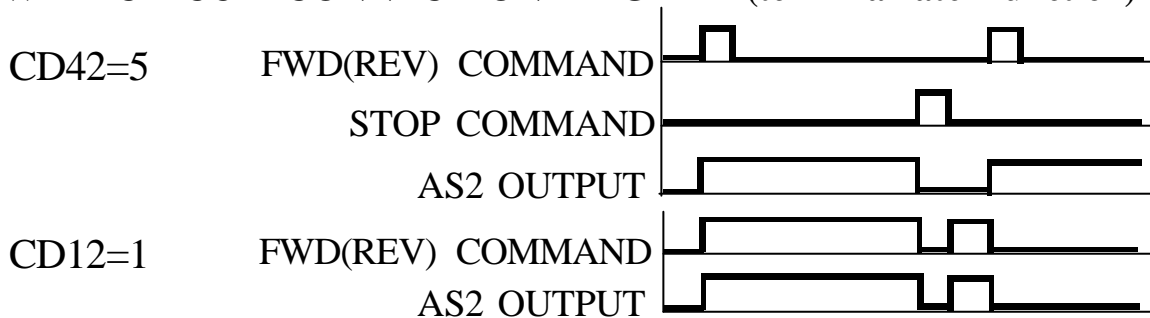 CD42=5 FWD(REV) COMMAND
STOP COMMAND
AS2 OUTPUT
CD12=1 FWD(REV) COMMAND
AS2 OUTPUT